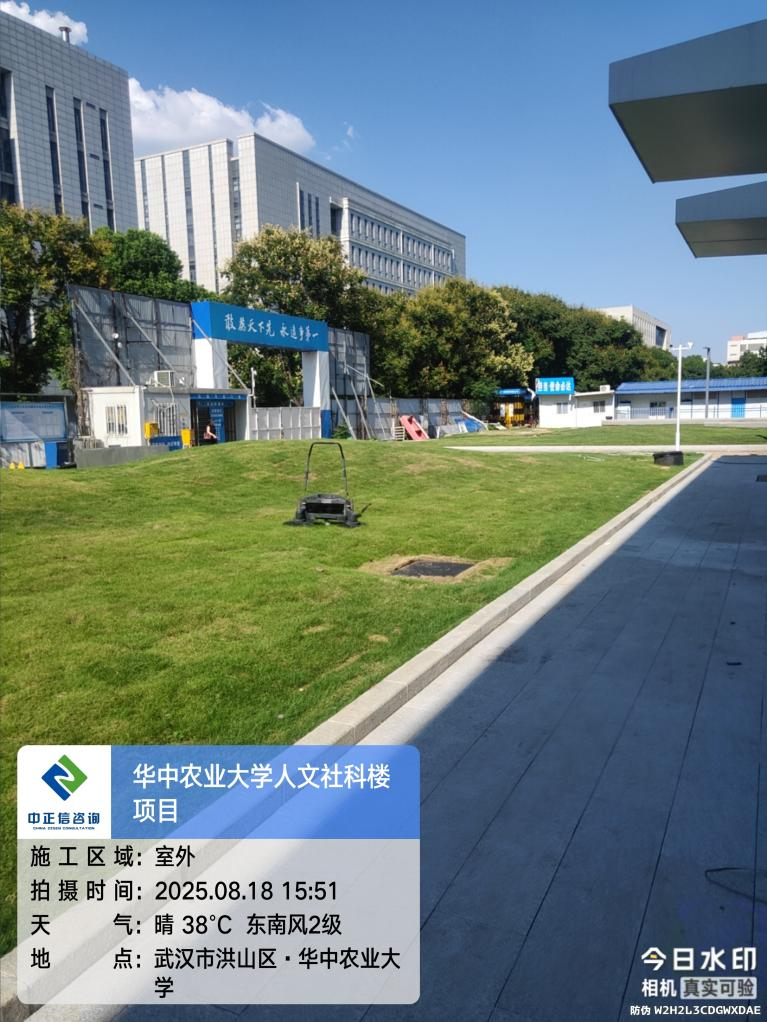 敢为天下先 永远争第一
中正信咨询
CHINA ZISEN CONSULTATION
华中农业大学人文社科楼
项目
施工区域：室外
拍摄时间：2025.08.18 15:51
天气：晴 38℃ 东南风2级
地点：武汉市洪山区·华中农业大
学
今日水印
相机 真实可验
防伪 W2H2L3CDGWXDAE